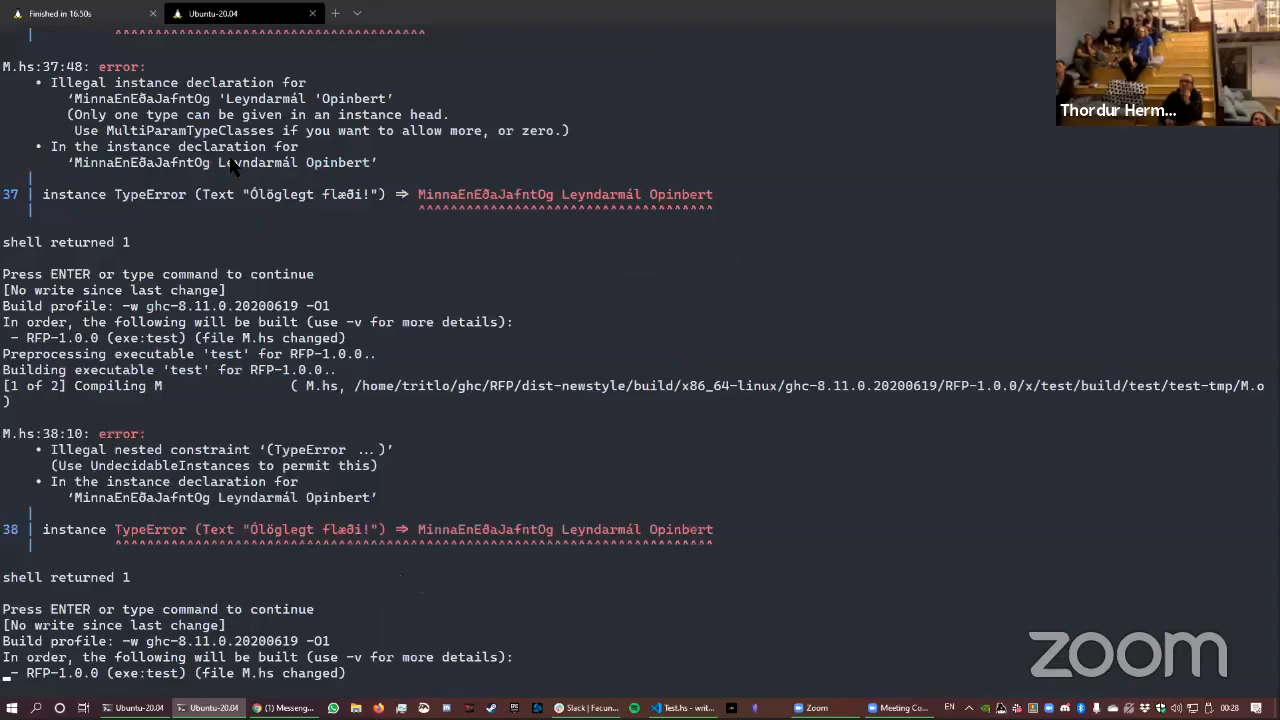 Finished in 16.50s
Ubuntu-20.04
M.hs:37:48: error:
• Illegal instance declaration for
‘MinnaEnEðaJafntOg 'Leyndarmál 'Opinbert’
(Only one type can be given in an instance head.
Use MultiParamTypeClasses if you want to allow more, or zero.)
• In the instance declaration for
‘MinnaEnEðaJafntOg Leyndarmál Opinbert’
37 | instance TypeError (Text "Ólöglegt flæði!") => MinnaEnEðaJafntOg Leyndarmál Opinbert
shell returned 1
Press ENTER or type command to continue
[No write since last change]
Build profile: -w ghc-8.11.0.20200619 -O1
In order, the following will be built (use -v for more details):
- RFP-1.0.0 (exe:test) (file M.hs changed)
Preprocessing executable 'test' for RFP-1.0.0..
Building executable 'test' for RFP-1.0.0..
[1 of 2] Compiling M ( M.hs, /home/tritlo/ghc/RFP/dist-newstyle/build/x86_64-linux/ghc-8.11.0.20200619/RFP-1.0.0/x/test/build/test/test-tmp/M.o
)
M.hs:38:10: error:
• Illegal nested constraint ‘(TypeError ...)’
(Use UndecidableInstances to permit this)
• In the instance declaration for
‘MinnaEnEðaJafntOg Leyndarmál Opinbert’
38 | instance TypeError (Text "Ólöglegt flæði!") => MinnaEnEðaJafntOg Leyndarmál Opinbert
shell returned 1
Press ENTER or type command to continue
[No write since last change]
Build profile: -w ghc-8.11.0.20200619 -O1
In order, the following will be built (use -v for more details):
- RFP-1.0.0 (exe:test) (file M.hs changed)
Thordur Herm...
zoom
Ubuntu-20.04
Ubuntu-20.04
(1) Messeng...
Slack | Facun...
Test.hs - writ...
Zoom
Meeting Co...
EN
00:28